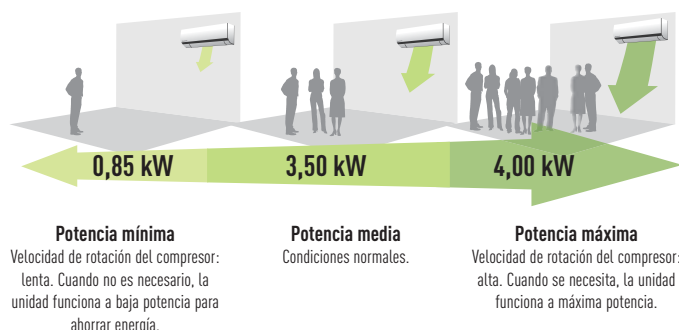 0,85 kW
3,50 kW
4,00 kW
Potencia mínima
Velocidad de rotación del compresor:
lenta. Cuando no es necesario, la
unidad funciona a baja potencia para
ahorrar energía.
Potencia media
Condiciones normales.
Potencia máxima
Velocidad de rotación del compresor:
alta. Cuando se necesita, la unidad
funciona a máxima potencia.